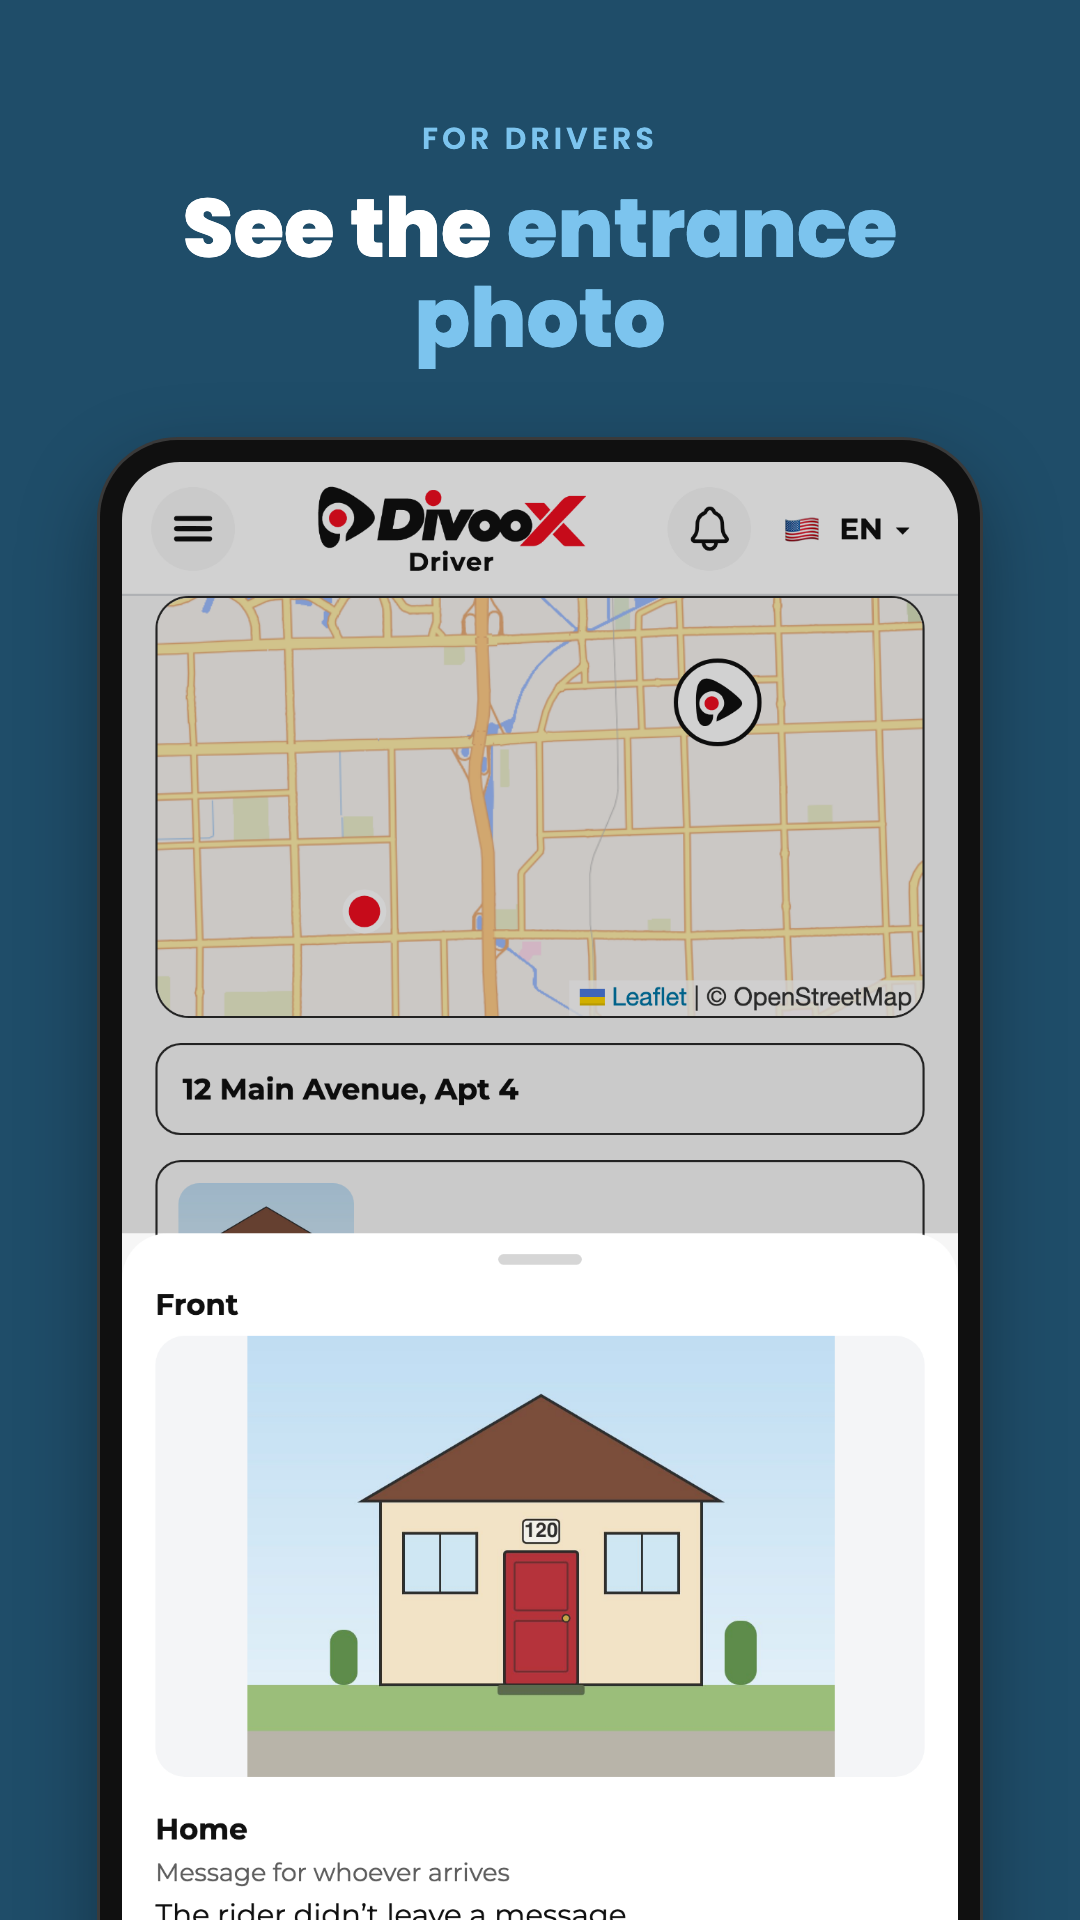 FOR DRIVERS
See the entrance
photo
DivooX
Driver
EN
Leaflet | © OpenStreetMap
12 Main Avenue, Apt 4
Front
120
Home
Message for whoever arrives
The rider didn’t leave a message